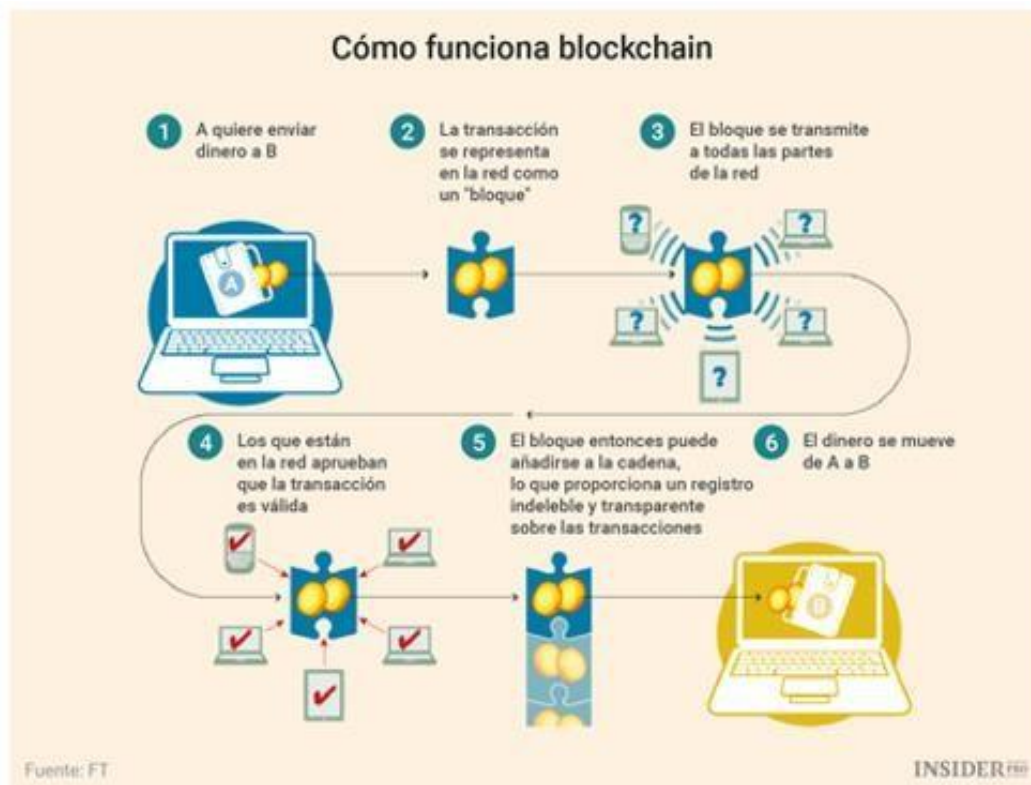 Cómo funciona blockchain
1 A quiere enviar
dinero a B
2 La transacción
se representa
en la red como
un "bloque"
3 El bloque se transmite
a todas las partes
de la red
A
?
?
?
?
?
4 Los que están
en la red aprueban
que la transacción
es válida
5 El bloque entonces puede
añadirse a la cadena,
lo que proporciona un registro
indeleble y transparente
sobre las transacciones
6 El dinero se mueve
de A a B
B
Fuente: FT
INSIDER PRO